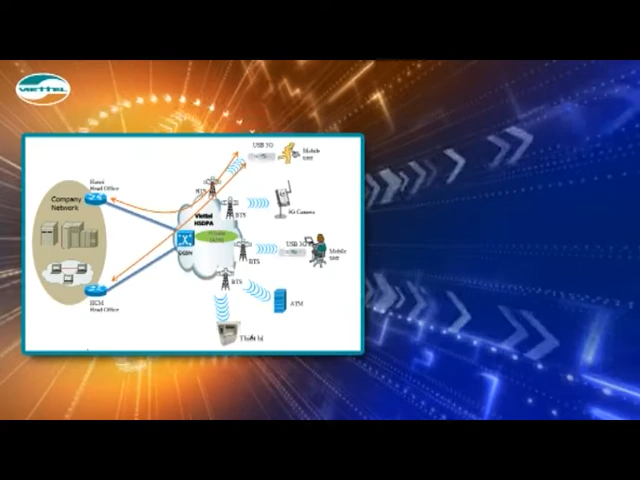 VIETTEL
USB 3G
Mobile
user
Hanoi
Head Office
BTS
Company
Network
Viettel
HSDPA
BTS
3G Camera
GGSN
USB 3G
Mobile
user
BTS
BTS
HCM
Head Office
ATM
Thiết bị